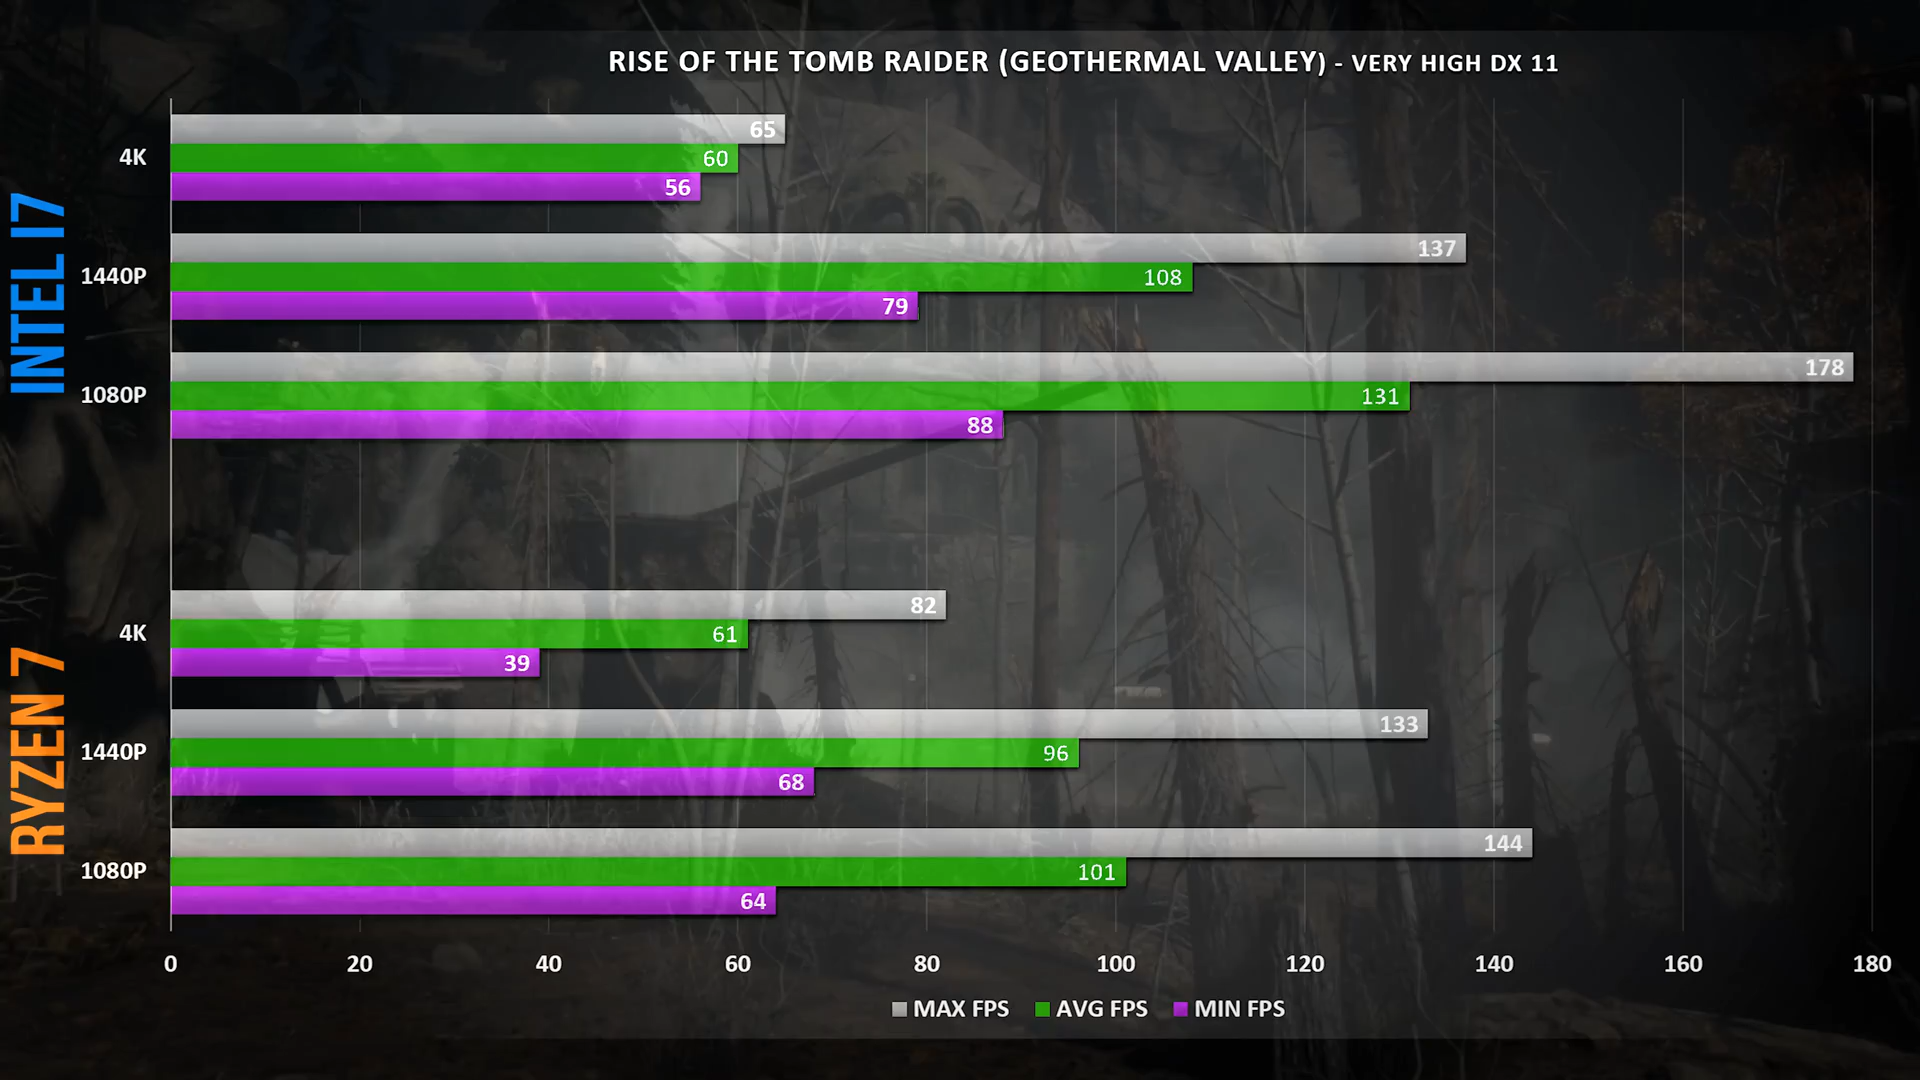 RISE OF THE TOMB RAIDER (GEOTHERMAL VALLEY) - VERY HIGH DX 11
INTEL I7
4K
65
60
56
1440P
137
108
79
1080P
178
131
88
RYZEN 7
4K
82
61
39
1440P
133
96
68
1080P
144
101
64
0 20 40 60 80 100 120 140 160 180
MAX FPS AVG FPS MIN FPS